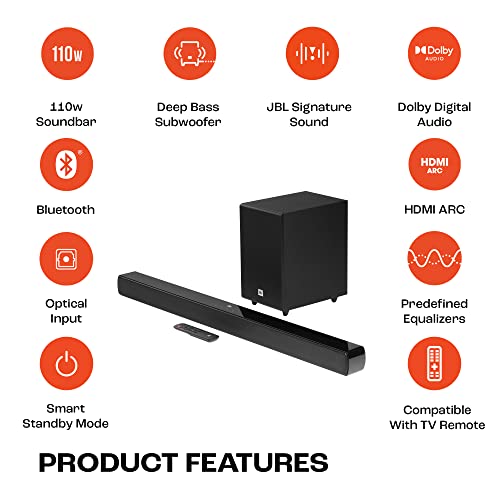 110W
Dolby
AUDIO
110w
Soundbar
Deep Bass
Subwoofer
JBL Signature
Sound
Dolby Digital
Audio
HDMI
ARC
Bluetooth
HDMI ARC
Optical
Input
Predefined
Equalizers
Smart
Standby Mode
Compatible
With TV Remote
PRODUCT FEATURES